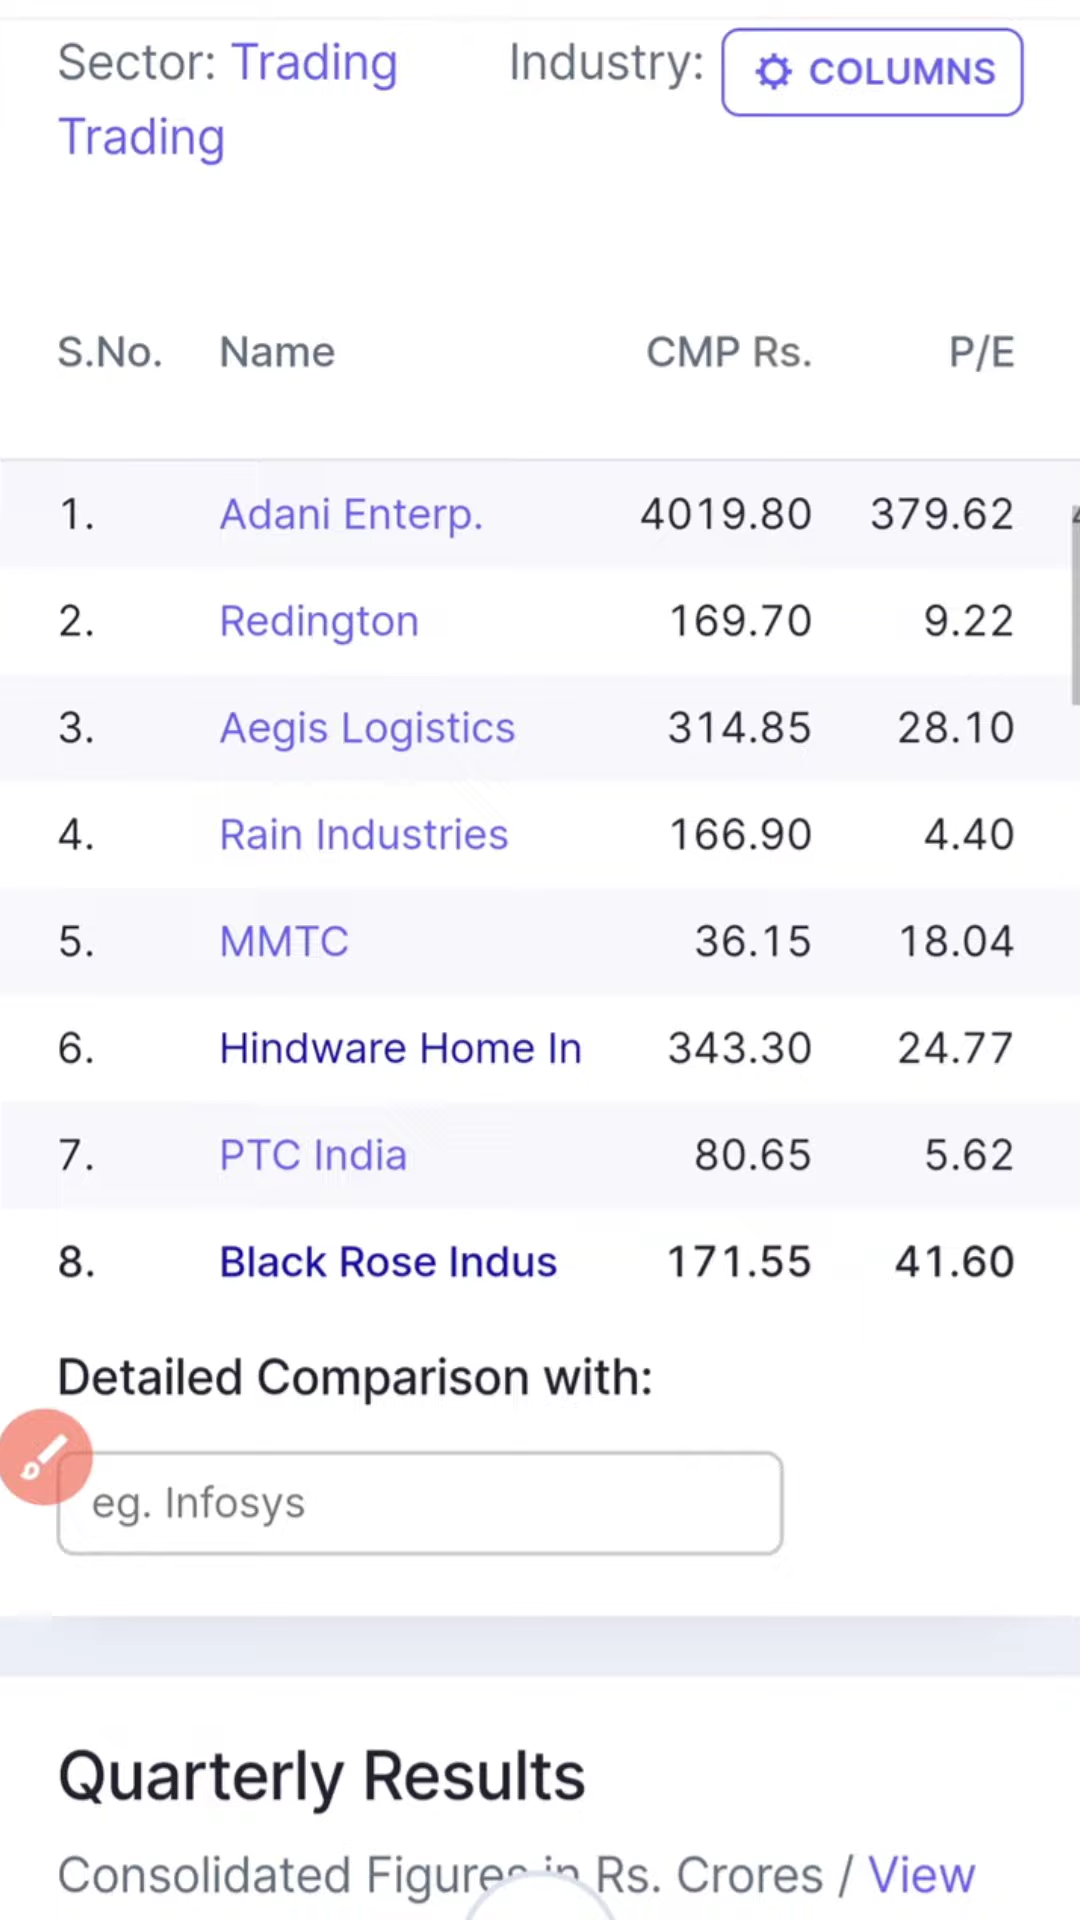 Sector: Trading Industry: COLUMNS
Trading
S.No. Name CMP Rs. P/E
1. Adani Enterp. 4019.80 379.62
2. Redington 169.70 9.22
3. Aegis Logistics 314.85 28.10
4. Rain Industries 166.90 4.40
5. MMTC 36.15 18.04
6. Hindware Home In 343.30 24.77
7. PTC India 80.65 5.62
8. Black Rose Indus 171.55 41.60
Detailed Comparison with:
eg. Infosys
Quarterly Results
Consolidated Figures in Rs. Crores / View